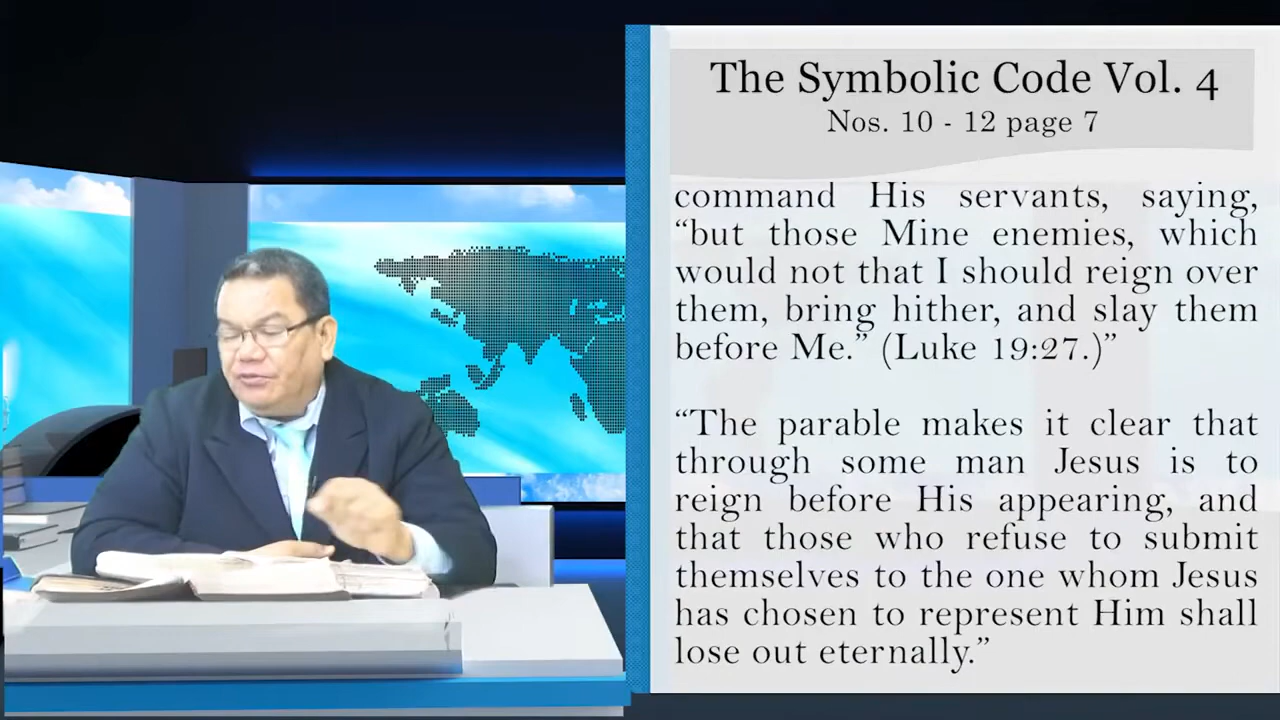 The Symbolic Code Vol. 4
Nos. 10 - 12 page 7
command His servants, saying,
“but those Mine enemies, which
would not that I should reign over
them, bring hither, and slay them
before Me.” (Luke 19:27.)”
“The parable makes it clear that
through some man Jesus is to
reign before His appearing, and
that those who refuse to submit
themselves to the one whom Jesus
has chosen to represent Him shall
lose out eternally.”